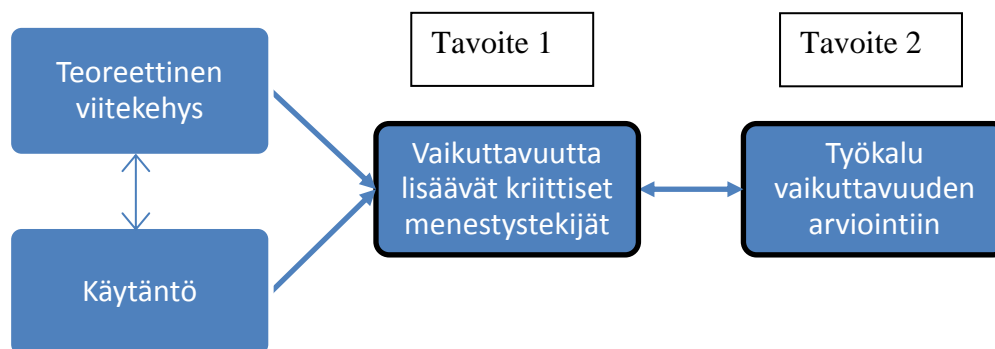 Tavoite 1
Tavoite 2
Teoreettinen
viitekehys
Vaikuttavuutta
lisäävät kriittiset
menestystekijät
Työkalu
vaikuttavuuden
arviointiin
Käytäntö